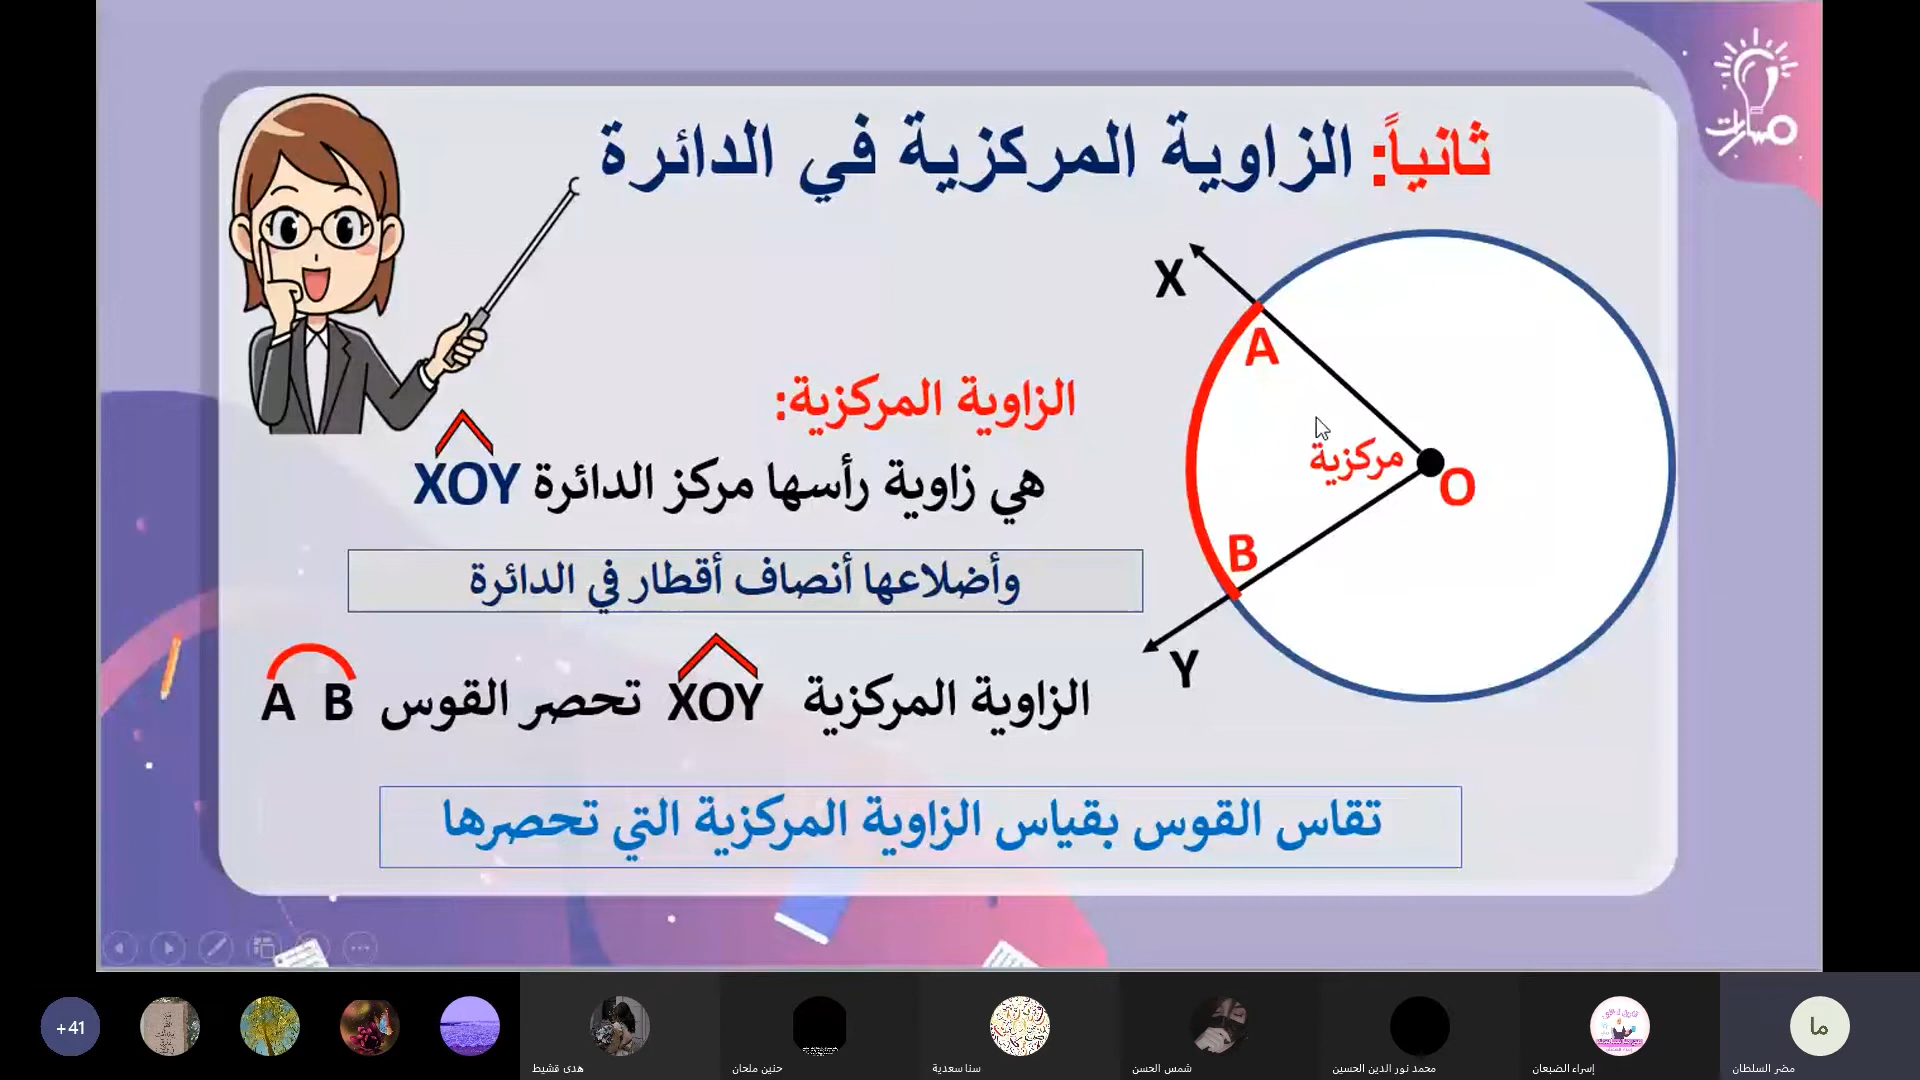 مسارات
ثانياً: الزاوية المركزية في الدائرة
X
A
الزاوية المركزية:
مركزية
O
هي زاوية رأسها مركز الدائرة XOY
B
وأضلاعها أنصاف أقطار في الدائرة
Y
الزاوية المركزية XOY تحصر القوس A B
تقاس القوس بقياس الزاوية المركزية التي تحصرها
+41
هدى قشيط
حنين ملحان
سنا سعدية
شمس الحسن
محمد نور الدين الحسين
إسراء الضبعان
ما
مضر السلطان